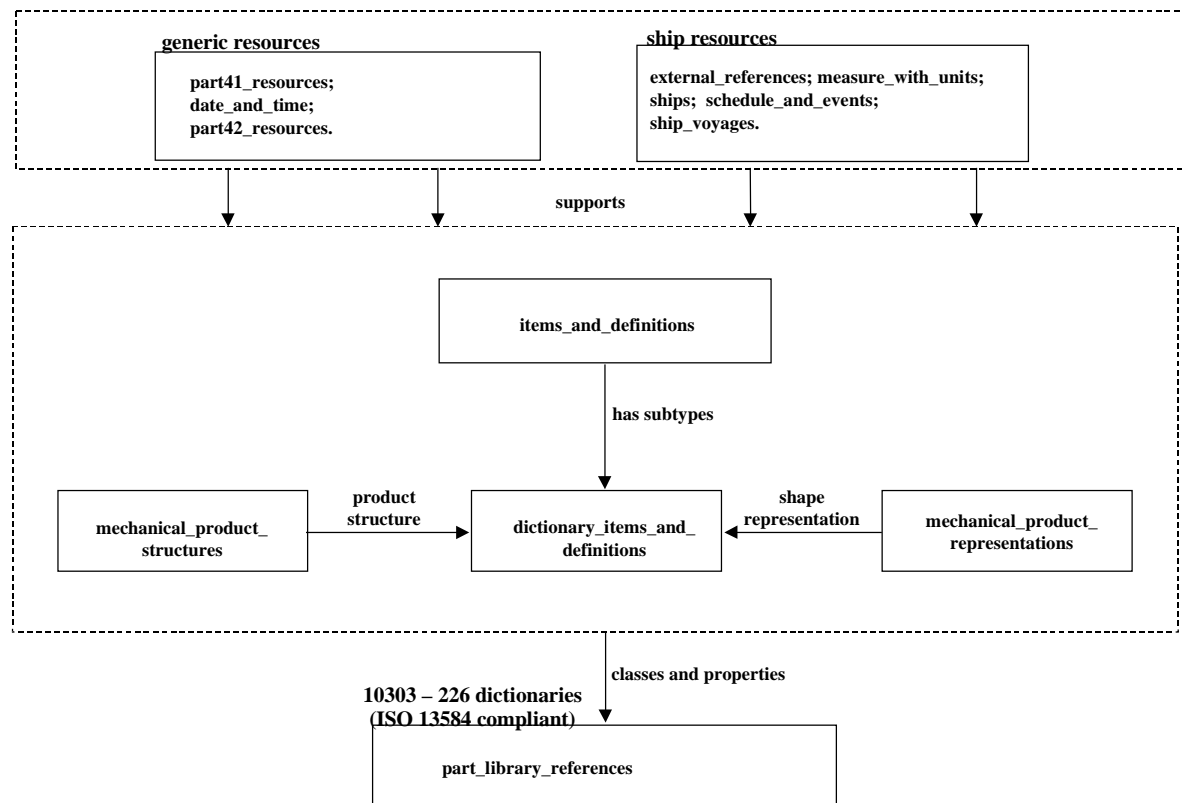 generic resources
part41_resources;
date_and_time;
part42_resources.
ship resources
external_references; measure_with_units;
ships; schedule_and_events;
ship_voyages.
supports
items_and_definitions
has subtypes
mechanical_product_
structures
product
structure
dictionary_items_and_
definitions
shape
representation
mechanical_product_
representations
classes and properties
10303 – 226 dictionaries
(ISO 13584 compliant)
part_library_references